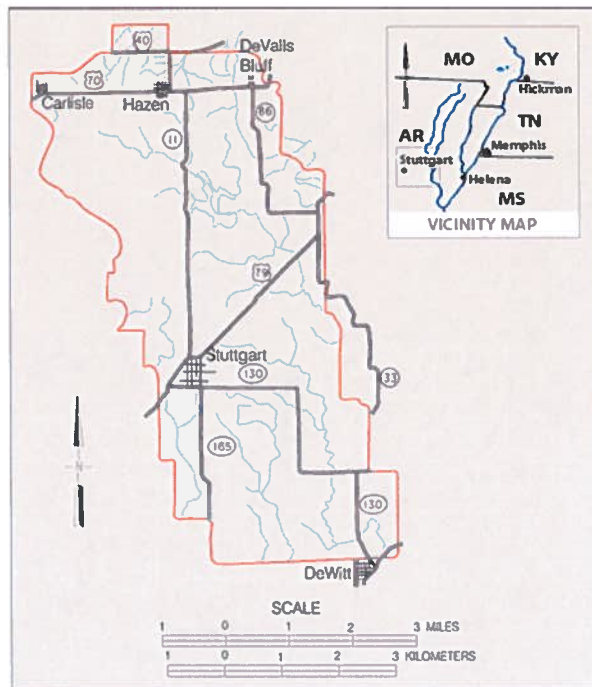 40
DeValls
Bluff
70
Carlisle
Hazen
86
11
79
Stuttgart
130
33
165
130
DeWitt
N
MO
KY
Hickman
TN
AR
Memphis
Stuttgart
Helena
MS
VICINITY MAP
SCALE
1 0 1 2 3 MILES
1 0 1 2 3 KILOMETERS